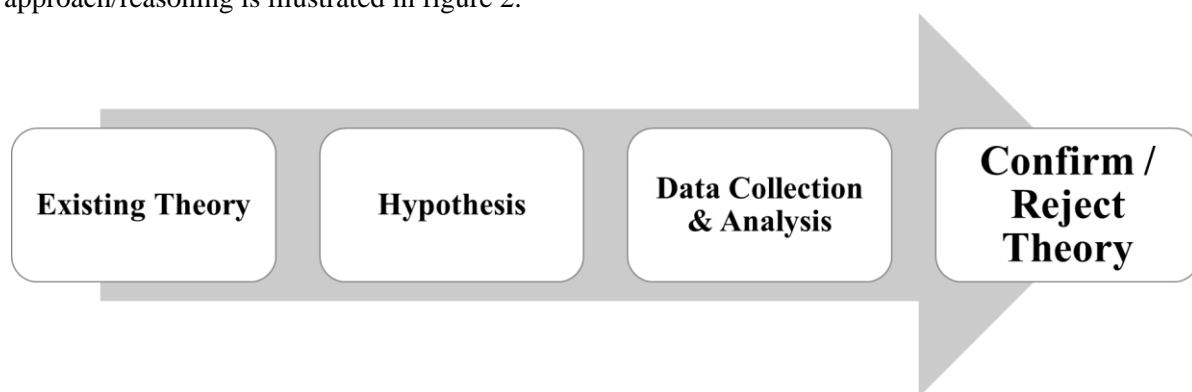 approach/reasoning is illustrated in figure 2.
Existing Theory
Hypothesis
Data Collection
& Analysis
Confirm /
Reject
Theory